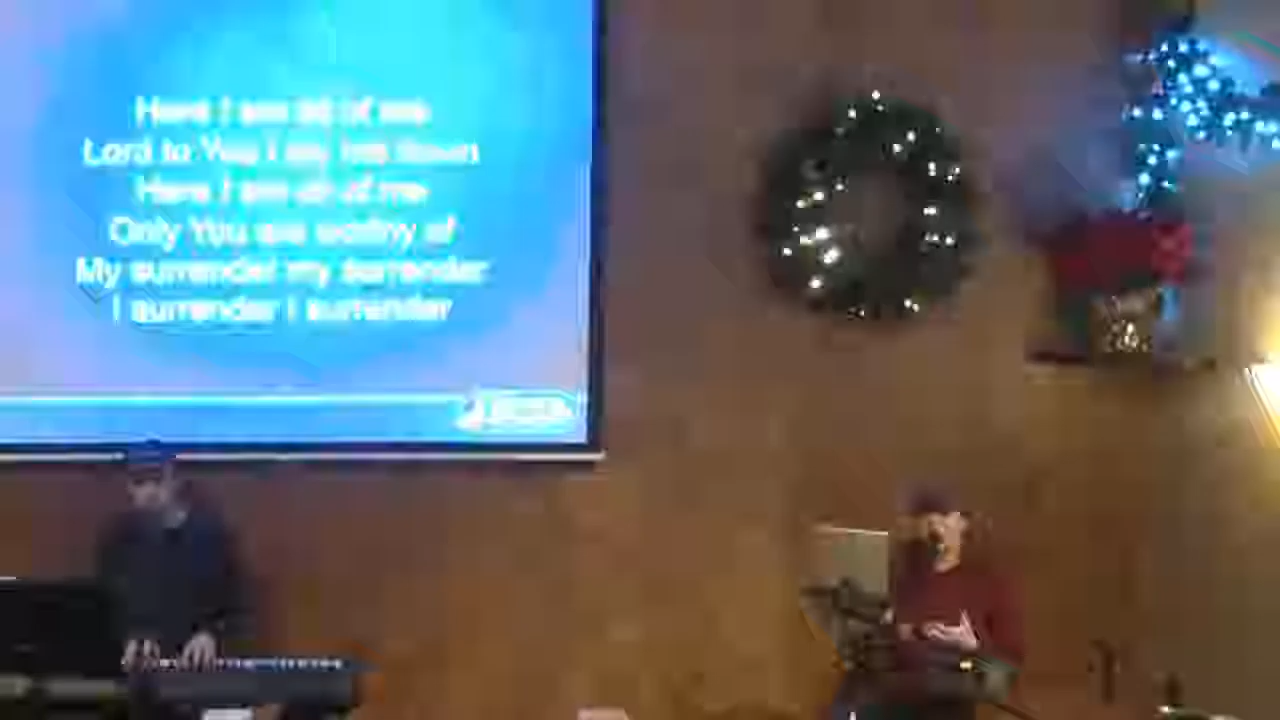 Here I am all of me
Lord to You I lay me down
Here I am all of me
Only You are worthy of
My surrender my surrender
I surrender I surrender